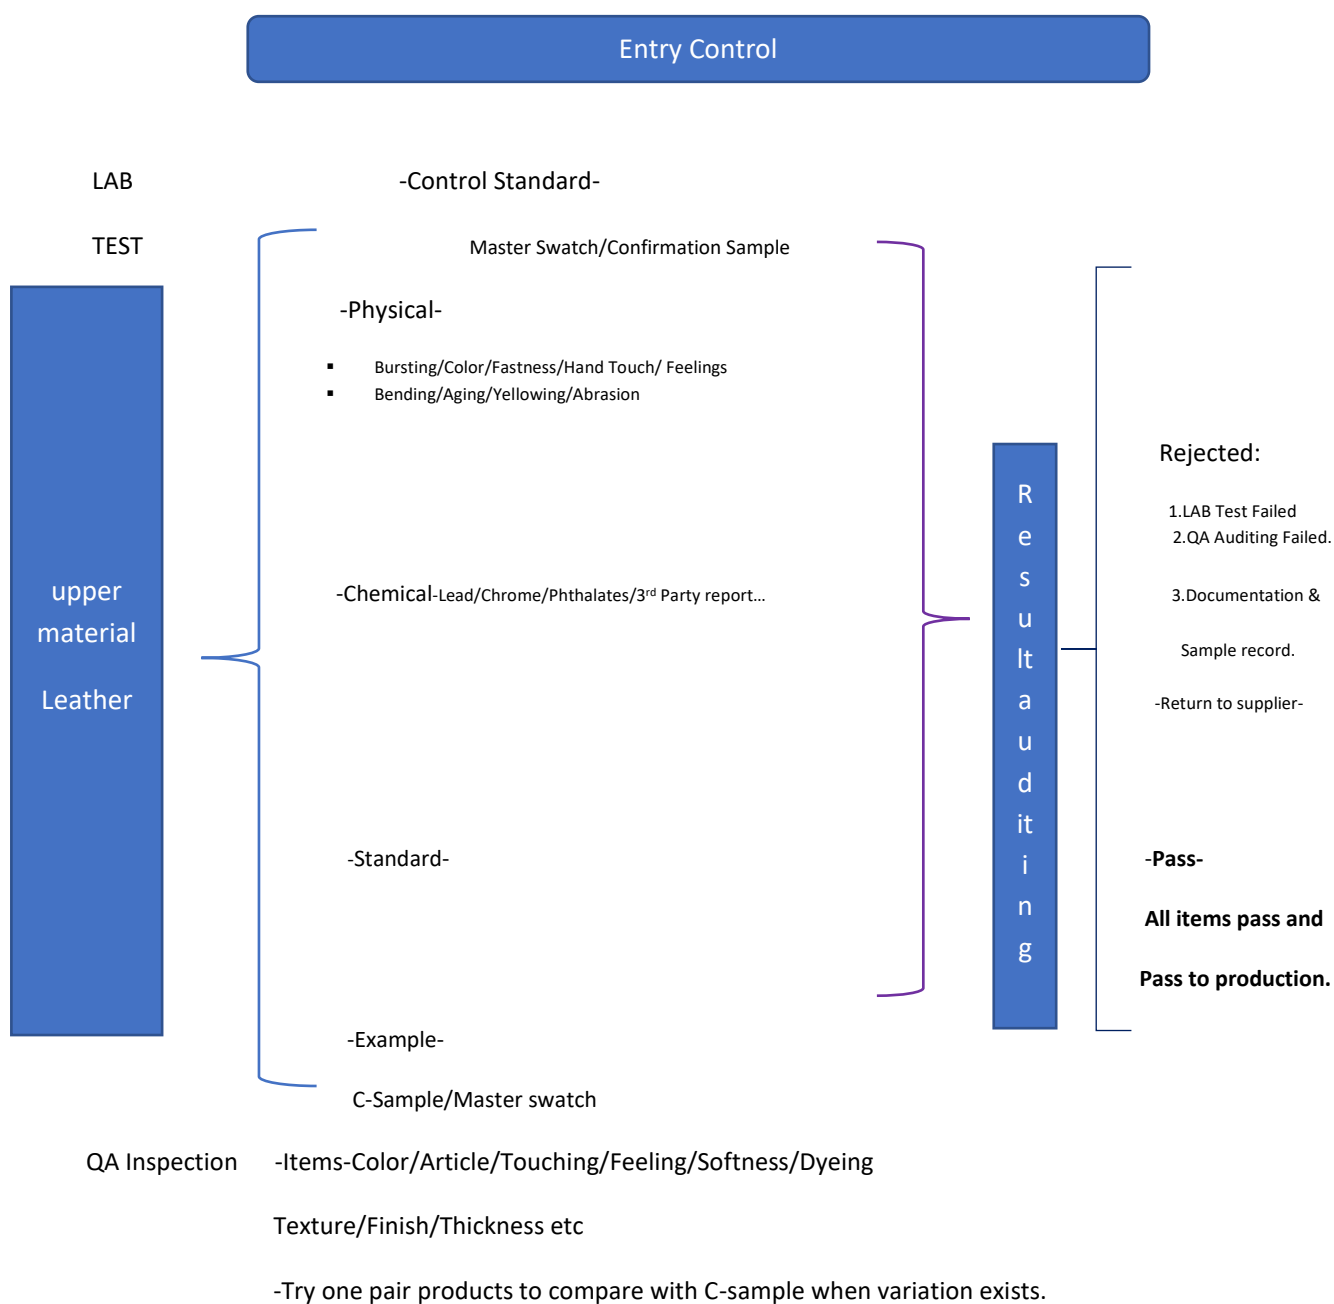 Entry Control
LAB
-Control Standard-
TEST
Master Swatch/Confirmation Sample
-Physical-
▪ Bursting/Color/Fastness/Hand Touch/ Feelings
▪ Bending/Aging/Yellowing/Abrasion
upper
material
Leather
-Chemical-Lead/Chrome/Phthalates/3rd Party report...
-Standard-
-Example-
C-Sample/Master swatch
R
e
s
u
lt
a
u
d
it
i
n
g
Rejected:
1.LAB Test Failed
2.QA Auditing Failed.
3.Documentation &
Sample record.
-Return to supplier-
-Pass-
All items pass and
Pass to production.
QA Inspection -Items-Color/Article/Touching/Feeling/Softness/Dyeing
Texture/Finish/Thickness etc
-Try one pair products to compare with C-sample when variation exists.